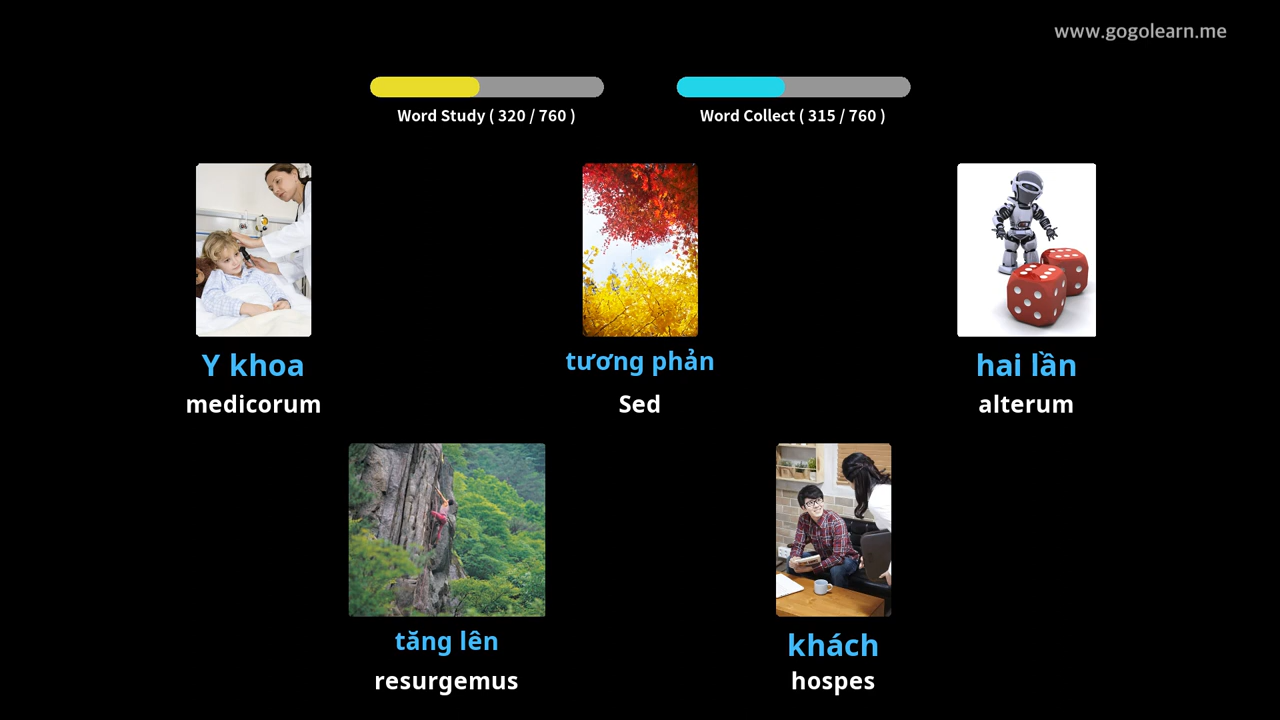 www.gogolearn.me
Word Study ( 320 / 760 )
Word Collect ( 315 / 760 )
Y khoa
medicorum
tương phản
Sed
hai lần
alterum
tăng lên
resurgemus
khách
hospes